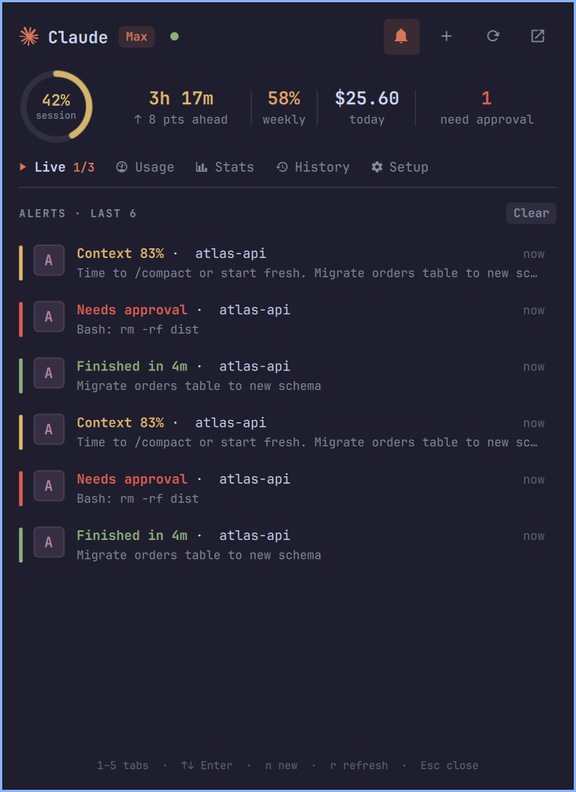 Claude Max
42%
session
3h 17m
↑ 8 pts ahead
58%
weekly
$25.60
today
1
need approval
Live 1/3 Usage Stats History Setup
ALERTS · LAST 6 Clear
A
Context 83% · atlas-api now
Time to /compact or start fresh. Migrate orders table to new sc…
A
Needs approval · atlas-api now
Bash: rm -rf dist
A
Finished in 4m · atlas-api now
Migrate orders table to new schema
A
Context 83% · atlas-api now
Time to /compact or start fresh. Migrate orders table to new sc…
A
Needs approval · atlas-api now
Bash: rm -rf dist
A
Finished in 4m · atlas-api now
Migrate orders table to new schema
1–5 tabs · ↑↓ Enter · n new · r refresh · Esc close